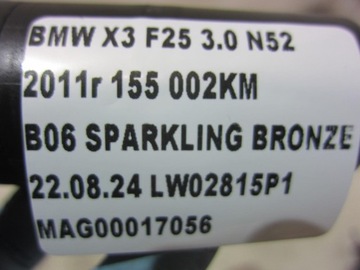 BMW X3 F25 3.0 N52
2011r 155 002KM
B06 SPARKLING BRONZE
22.08.24 LW02815P1
MAG00017056